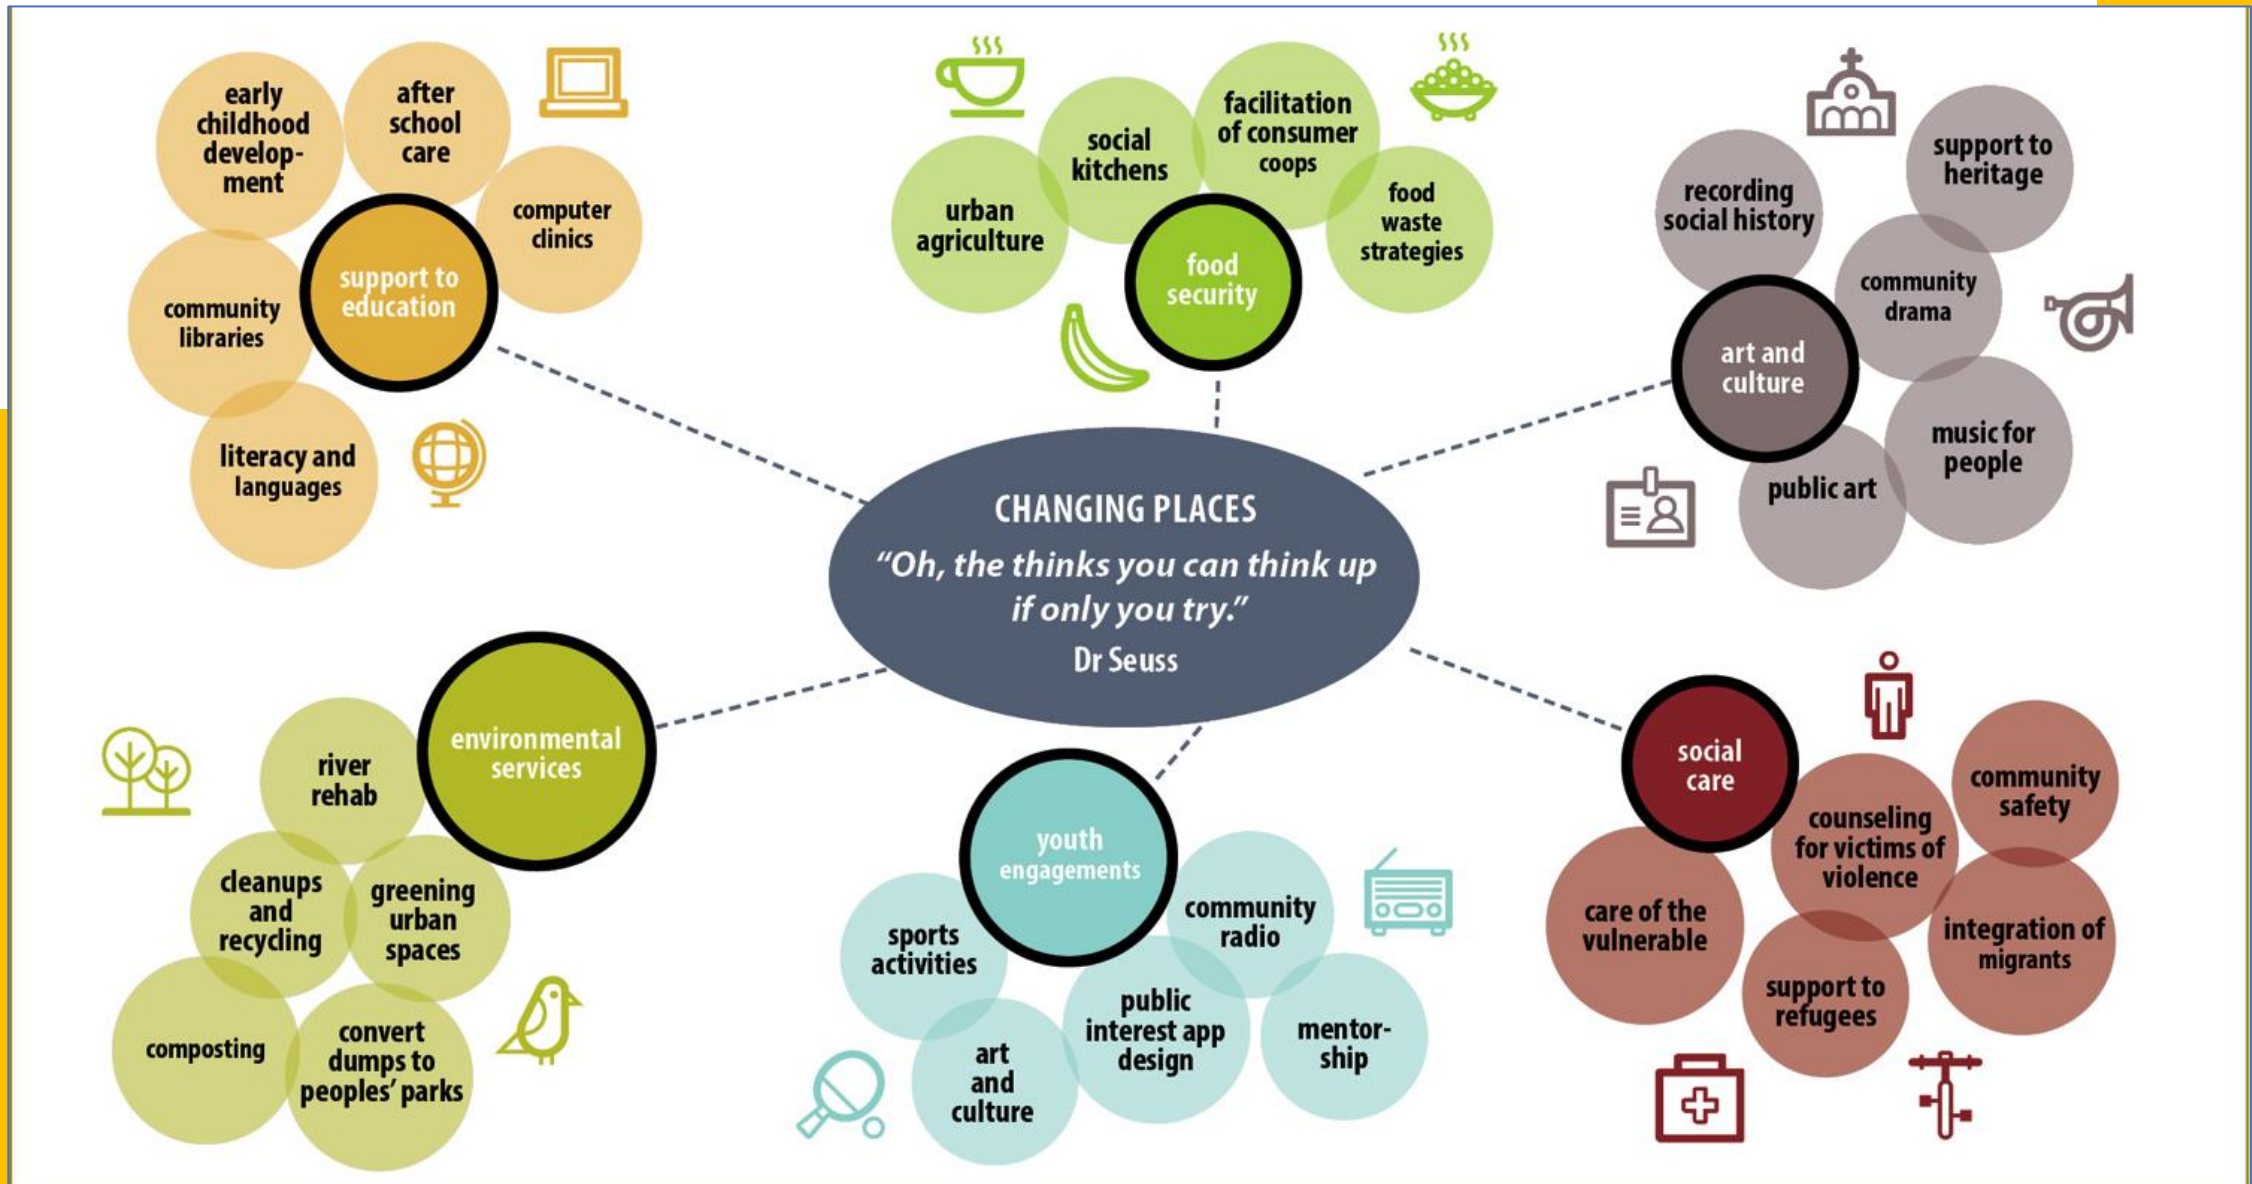 early
childhood
develop-
ment
after
school
care
computer
clinics
support to
education
community
libraries
literacy and
languages
urban
agriculture
social
kitchens
facilitation
of consumer
coops
food
waste
strategies
food
security
recording
social history
support to
heritage
community
drama
art and
culture
music for
people
public art
CHANGING PLACES
“Oh, the thinks you can think up
if only you try.”
Dr Seuss
environmental
services
river
rehab
cleanups
and
recycling
greening
urban
spaces
composting
convert
dumps to
peoples’ parks
youth
engagements
sports
activities
community
radio
public
interest app
design
art
and
culture
mentor-
ship
social
care
counseling
for victims of
violence
community
safety
care of the
vulnerable
integration of
migrants
support to
refugees